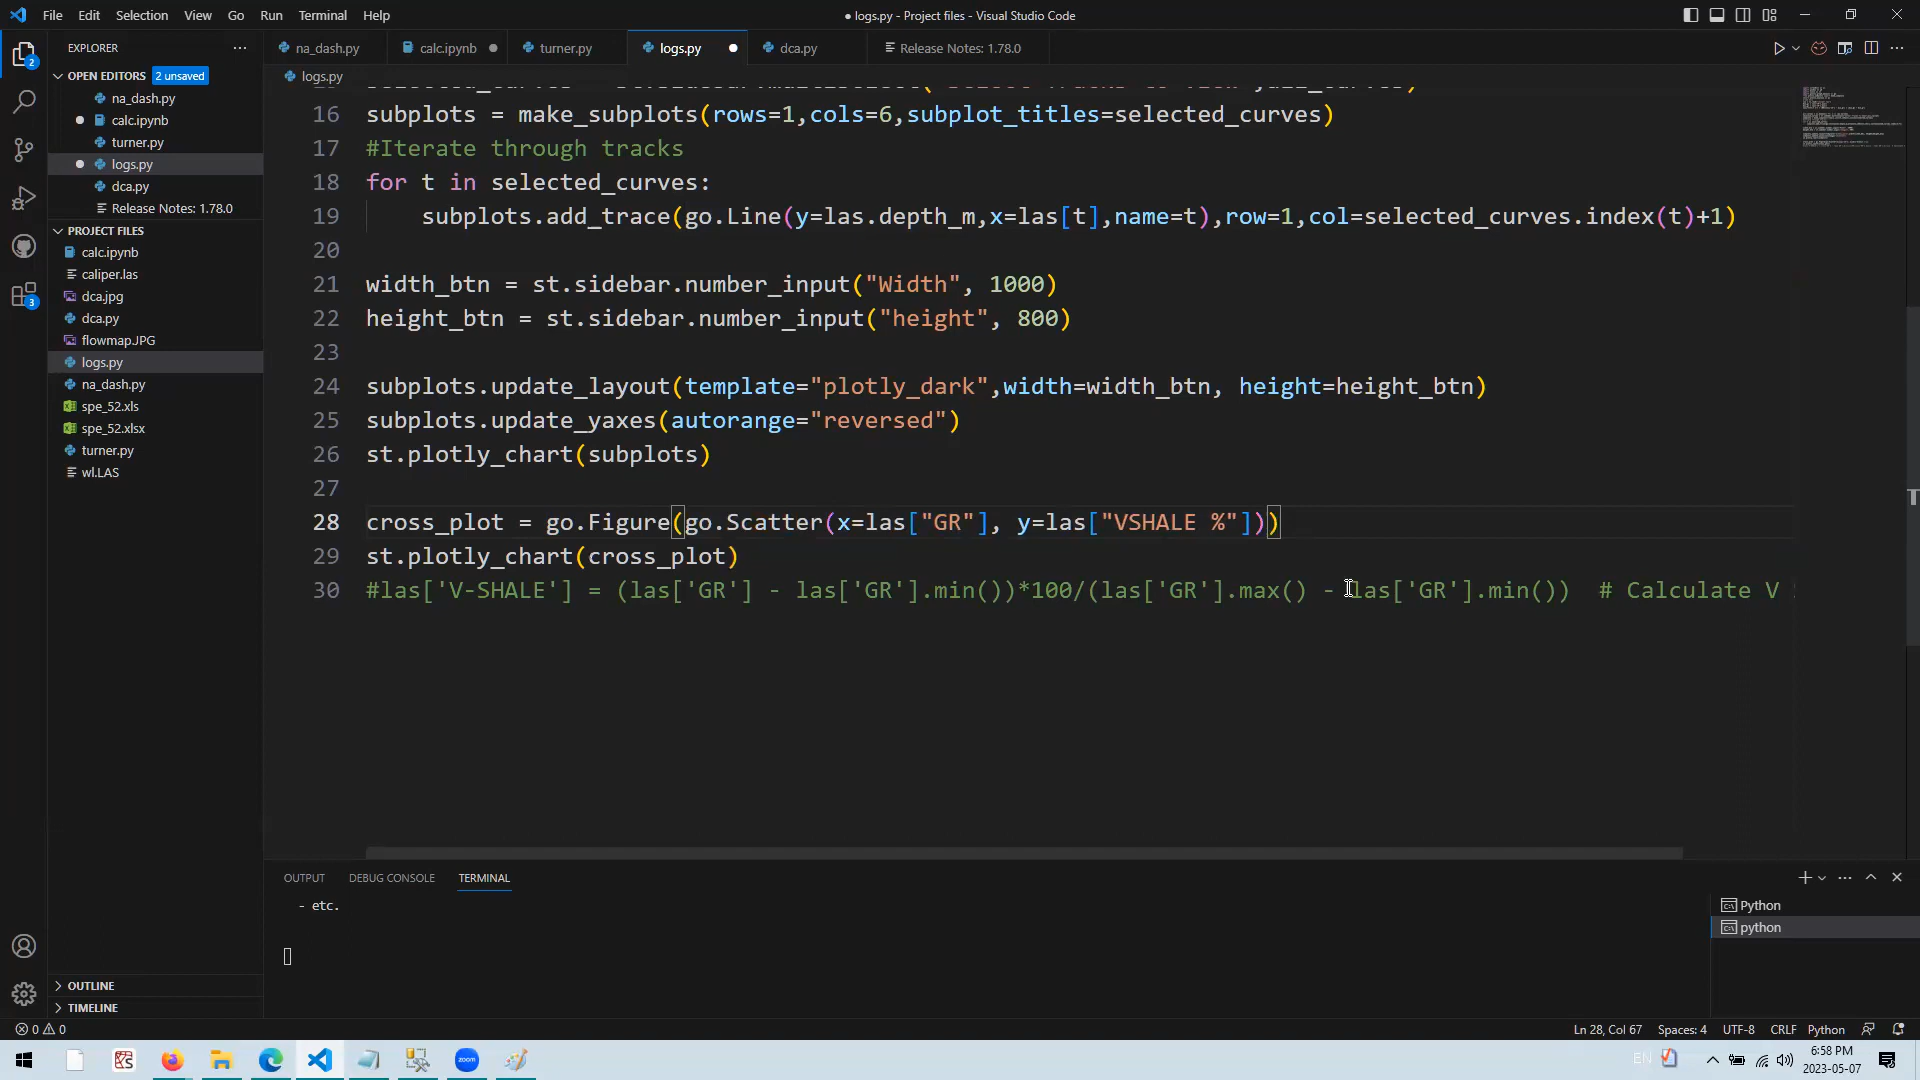 File Edit Selection View Go Run Terminal Help
● logs.py - Project files - Visual Studio Code
EXPLORER
na_dash.py
calc.ipynb
turner.py
logs.py
dca.py
Release Notes: 1.78.0
OPEN EDITORS 2 unsaved
na_dash.py
calc.ipynb
turner.py
logs.py
dca.py
Release Notes: 1.78.0
PROJECT FILES
calc.ipynb
caliper.las
dca.jpg
dca.py
flowmap.JPG
logs.py
na_dash.py
spe_52.xls
spe_52.xlsx
turner.py
wl.LAS
OUTLINE
TIMELINE
2
3
logs.py
16 subplots = make_subplots(rows=1,cols=6,subplot_titles=selected_curves)
17 #Iterate through tracks
18 for t in selected_curves:
19 subplots.add_trace(go.Line(y=las.depth_m,x=las[t],name=t),row=1,col=selected_curves.index(t)+1)
20
21 width_btn = st.sidebar.number_input("Width", 1000)
22 height_btn = st.sidebar.number_input("height", 800)
23
24 subplots.update_layout(template="plotly_dark",width=width_btn, height=height_btn)
25 subplots.update_yaxes(autorange="reversed")
26 st.plotly_chart(subplots)
27
28 cross_plot = go.Figure(go.Scatter(x=las["GR"], y=las["VSHALE %"]))
29 st.plotly_chart(cross_plot)
30 #las['V-SHALE'] = (las['GR'] - las['GR'].min())*100/(las['GR'].max() - las['GR'].min()) # Calculate V
OUTPUT DEBUG CONSOLE TERMINAL
- etc.
Python
python
0 0
Ln 28, Col 67 Spaces: 4 UTF-8 CRLF Python
zoom
EN
6:58 PM
2023-05-07